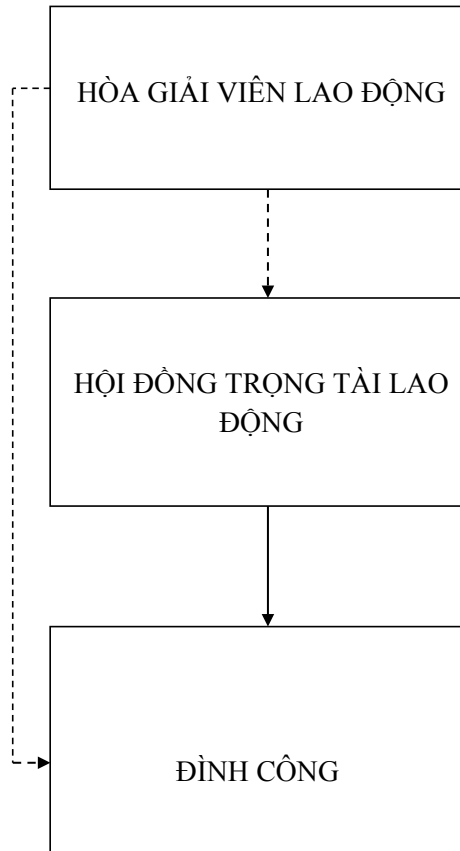 HÒA GIẢI VIÊN LAO ĐỘNG
HỘI ĐỒNG TRỌNG TÀI LAO
ĐỘNG
ĐÌNH CÔNG